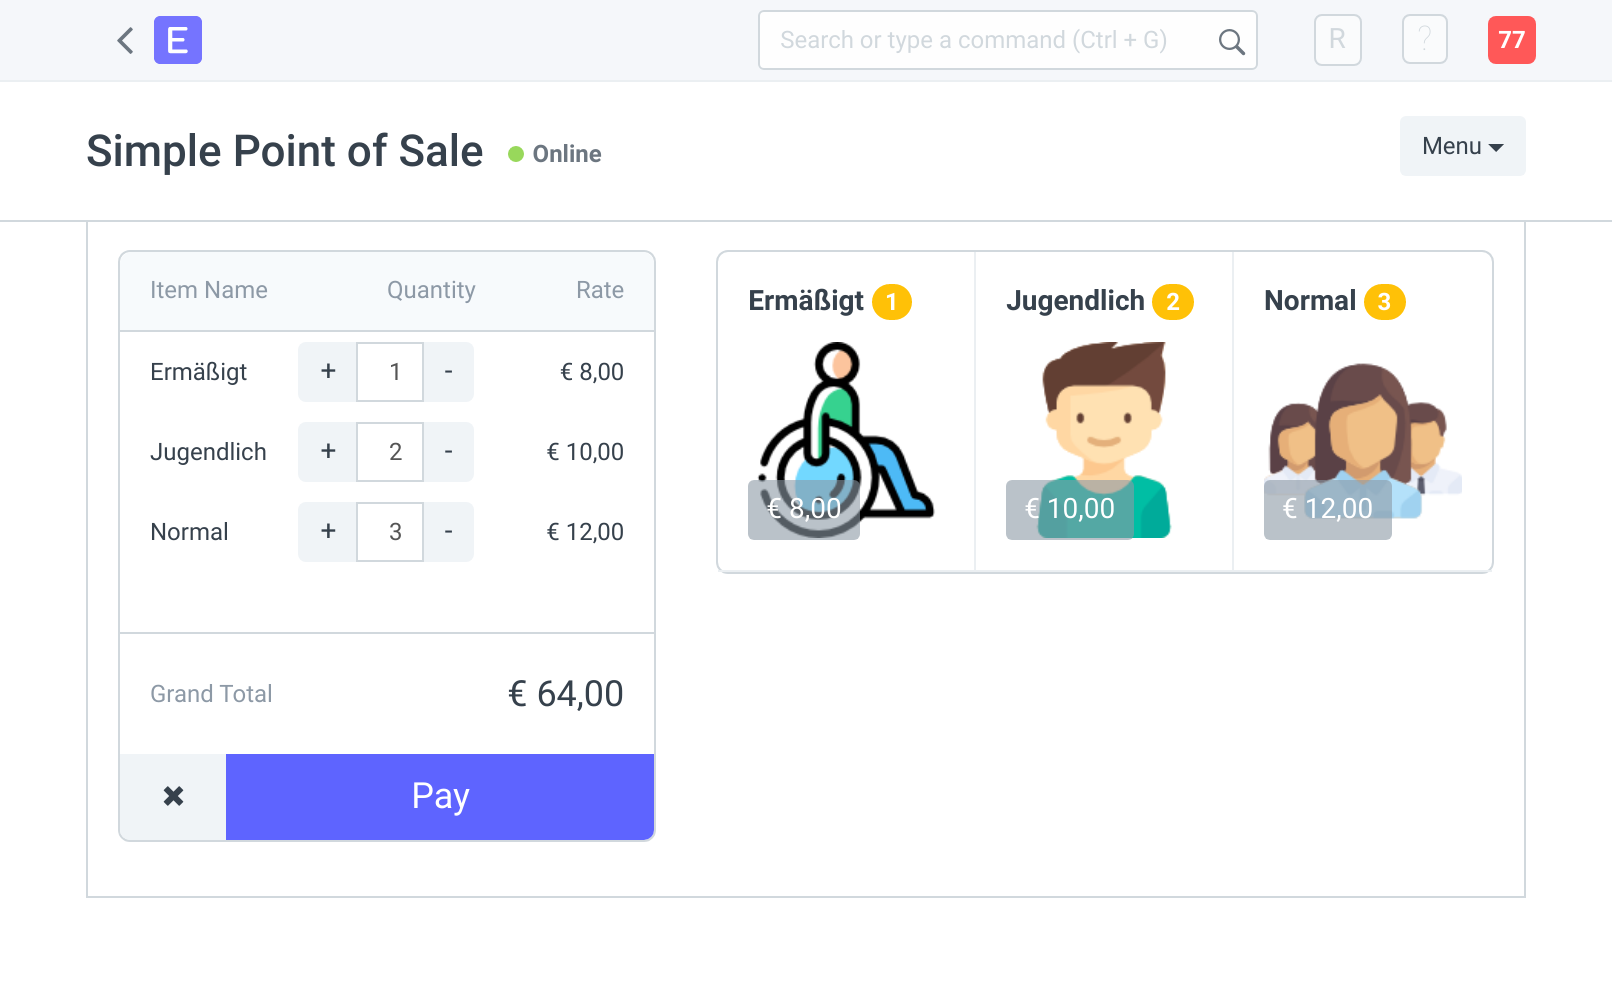 E
Search or type a command (Ctrl + G)
R
?
77
Simple Point of Sale
Online
Menu
Item Name Quantity Rate
Ermäßigt + 1 - € 8,00
Jugendlich + 2 - € 10,00
Normal + 3 - € 12,00
Grand Total € 64,00
Pay
Ermäßigt 1
€ 8,00
Jugendlich 2
€ 10,00
Normal 3
€ 12,00